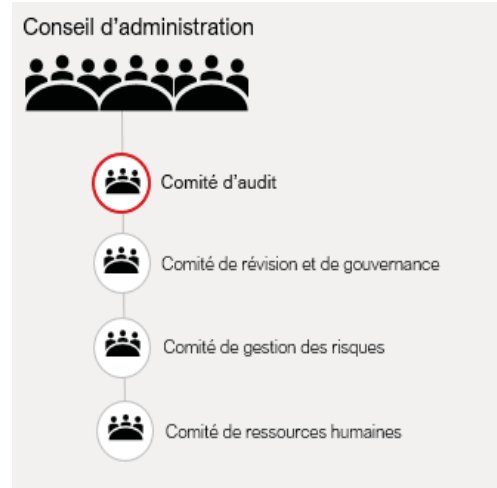 Conseil d'administration
Comité d'audit
Comité de révision et de gouvernance
Comité de gestion des risques
Comité de ressources humaines